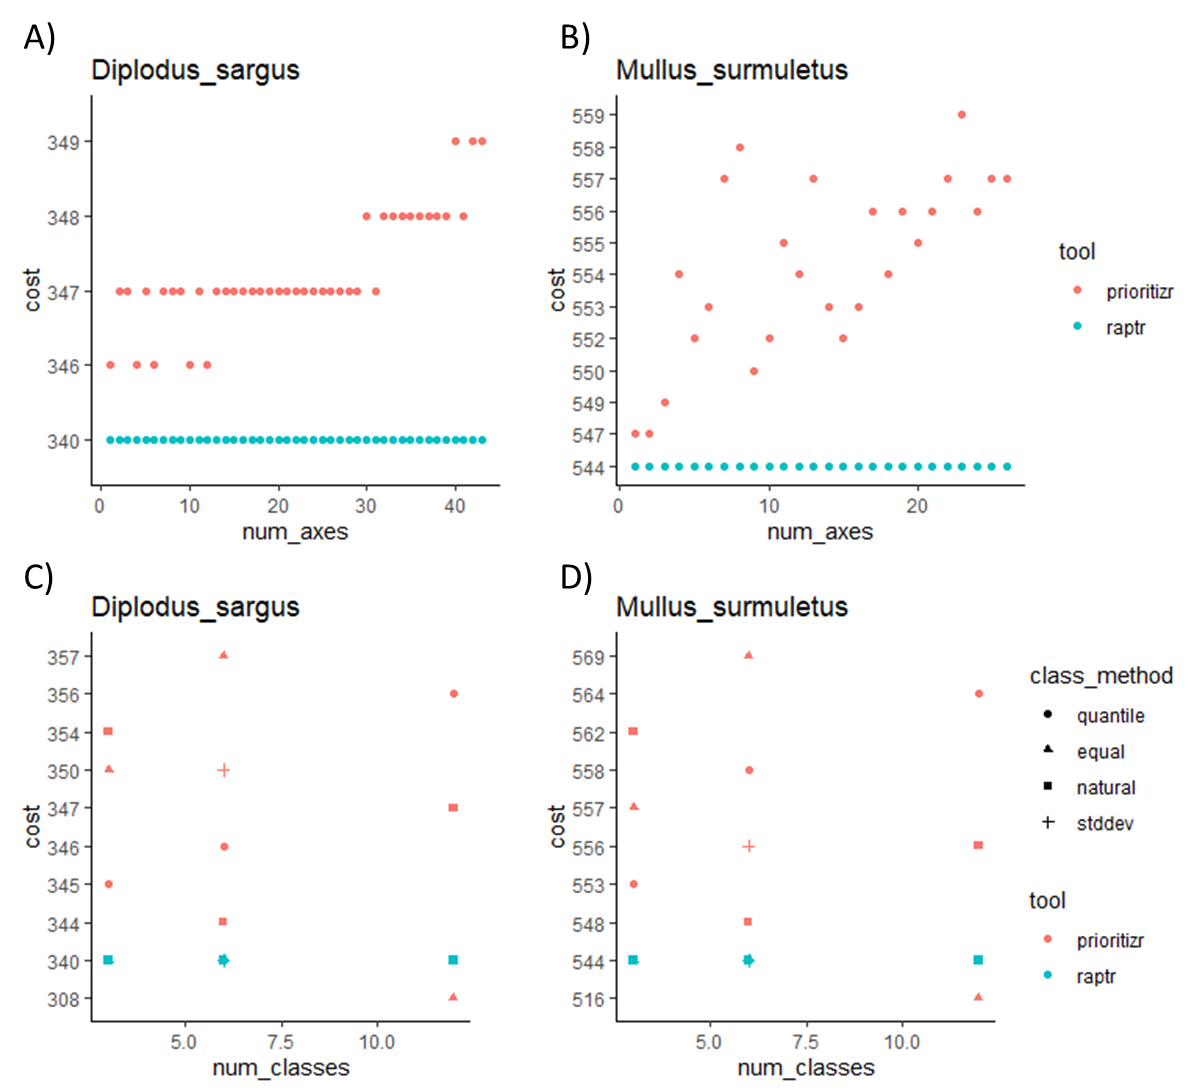 A)
Diplodus_sargus
cost
349
348
347
346
340
0 10 20 30 40
num_axes
B)
Mullus_surmuletus
cost
559
558
557
556
555
554
553
552
550
549
547
544
0 10 20
num_axes
tool
prioritizr
raptr
C)
Diplodus_sargus
cost
357
356
354
350
347
346
345
344
340
308
5.0 7.5 10.0
num_classes
D)
Mullus_surmuletus
cost
569
564
562
558
557
556
553
548
544
516
5.0 7.5 10.0
num_classes
class_method
quantile
equal
natural
stddev
tool
prioritizr
raptr